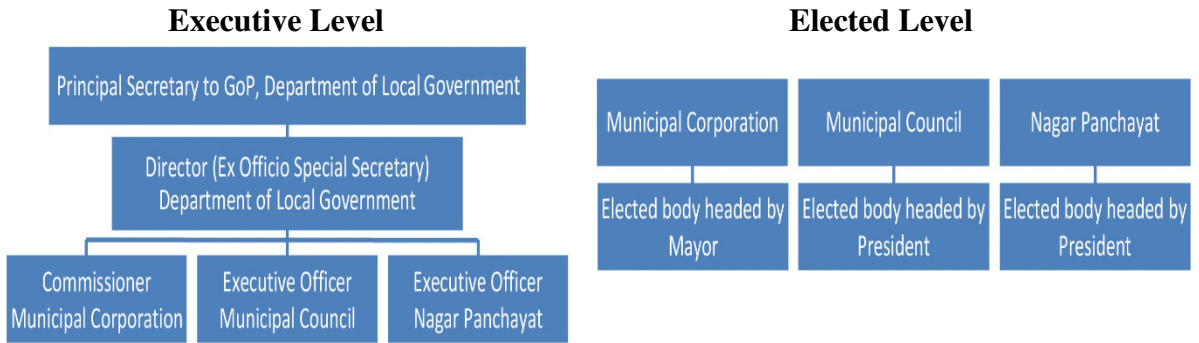 Executive Level
Principal Secretary to GoP, Department of Local Government
Director (Ex Officio Special Secretary)
Department of Local Government
Commissioner
Municipal Corporation
Executive Officer
Municipal Council
Executive Officer
Nagar Panchayat
Elected Level
Municipal Corporation
Elected body headed by
Mayor
Municipal Council
Elected body headed by
President
Nagar Panchayat
Elected body headed by
President